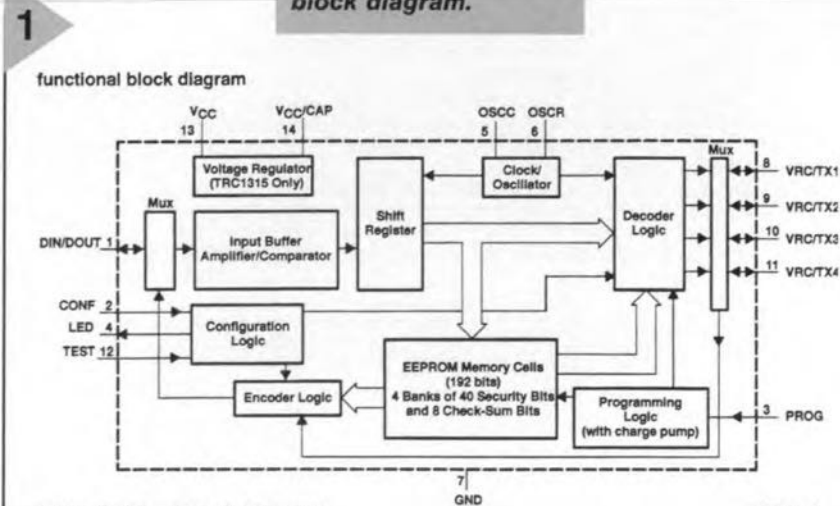 block diagram.
1
functional block diagram
VCC
13
VCC/CAP
14
OSCC
5
OSCR
6
Voltage Regulator
(TRC1315 Only)
Clock/
Oscillator
Mux
Mux
Input Buffer
Amplifier/Comparator
Shift
Register
Decoder
Logic
8 VRC/TX1
9 VRC/TX2
10 VRC/TX3
11 VRC/TX4
DIN/DOUT 1
CONF 2
LED 4
TEST 12
Configuration
Logic
Encoder Logic
EEPROM Memory Cells
(192 bits)
4 Banks of 40 Security Bits
and 8 Check-Sum Bits
Programming
Logic
(with charge pump)
3 PROG
7
GND